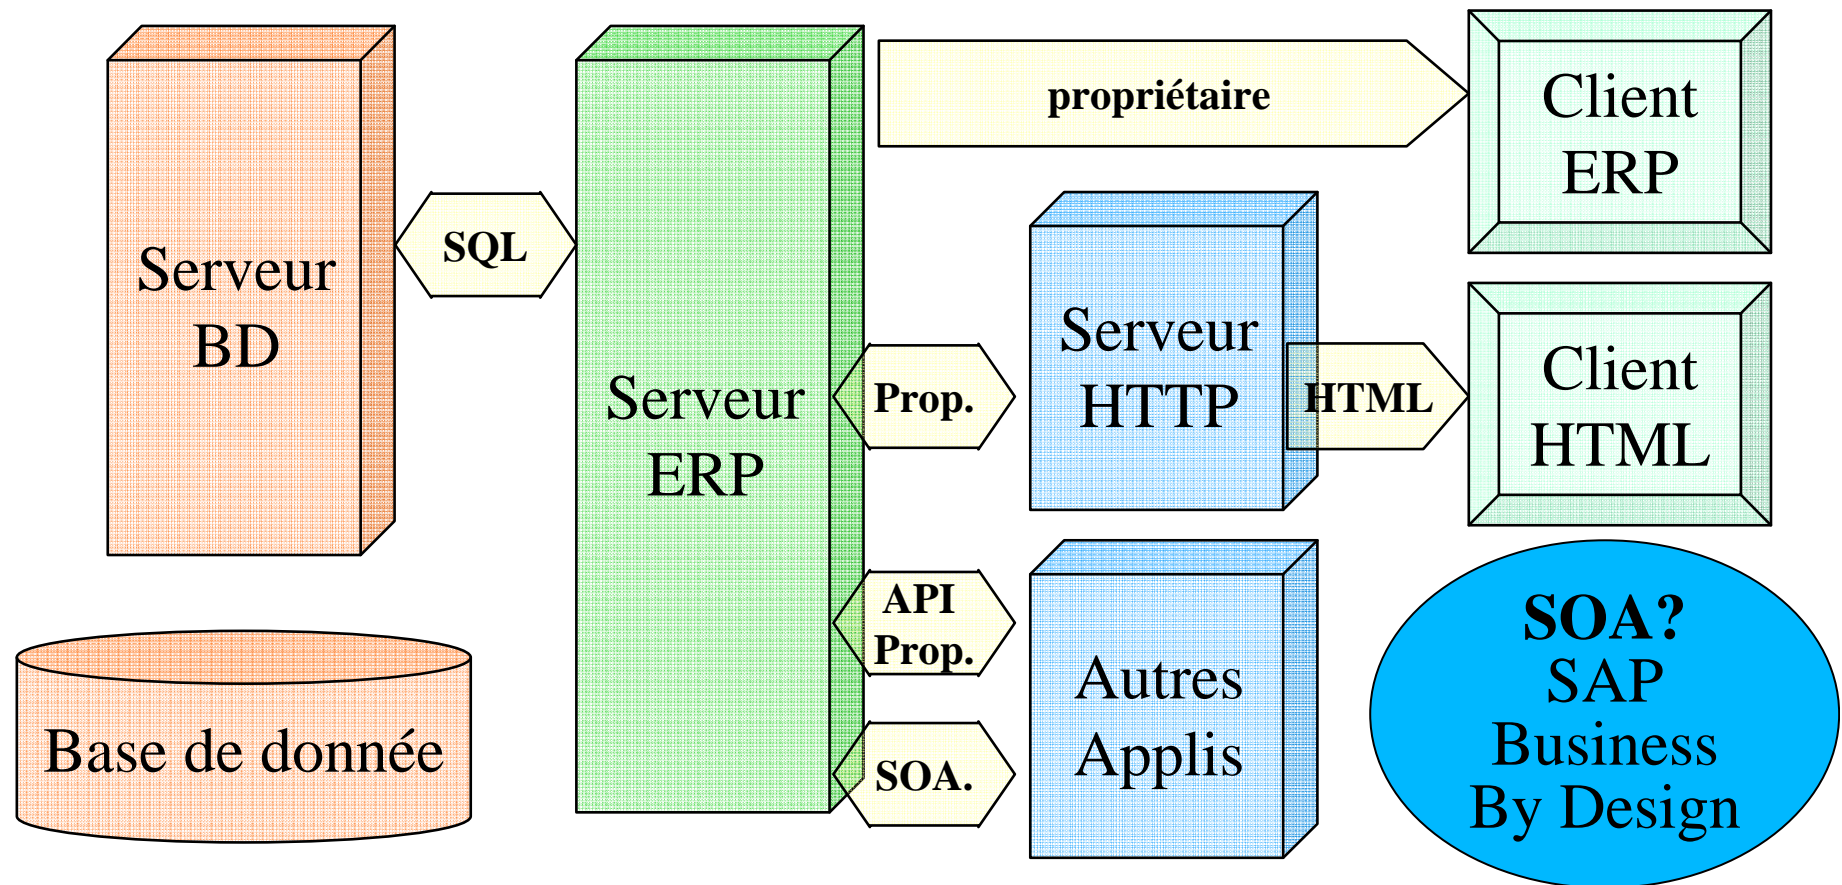 Serveur
BD
SQL
Serveur
ERP
propriétaire
Client
ERP
Prop.
Serveur
HTTP
HTML
Client
HTML
API
Prop.
SOA.
Autres
Applis
Base de donnée
SOA?
SAP
Business
By Design